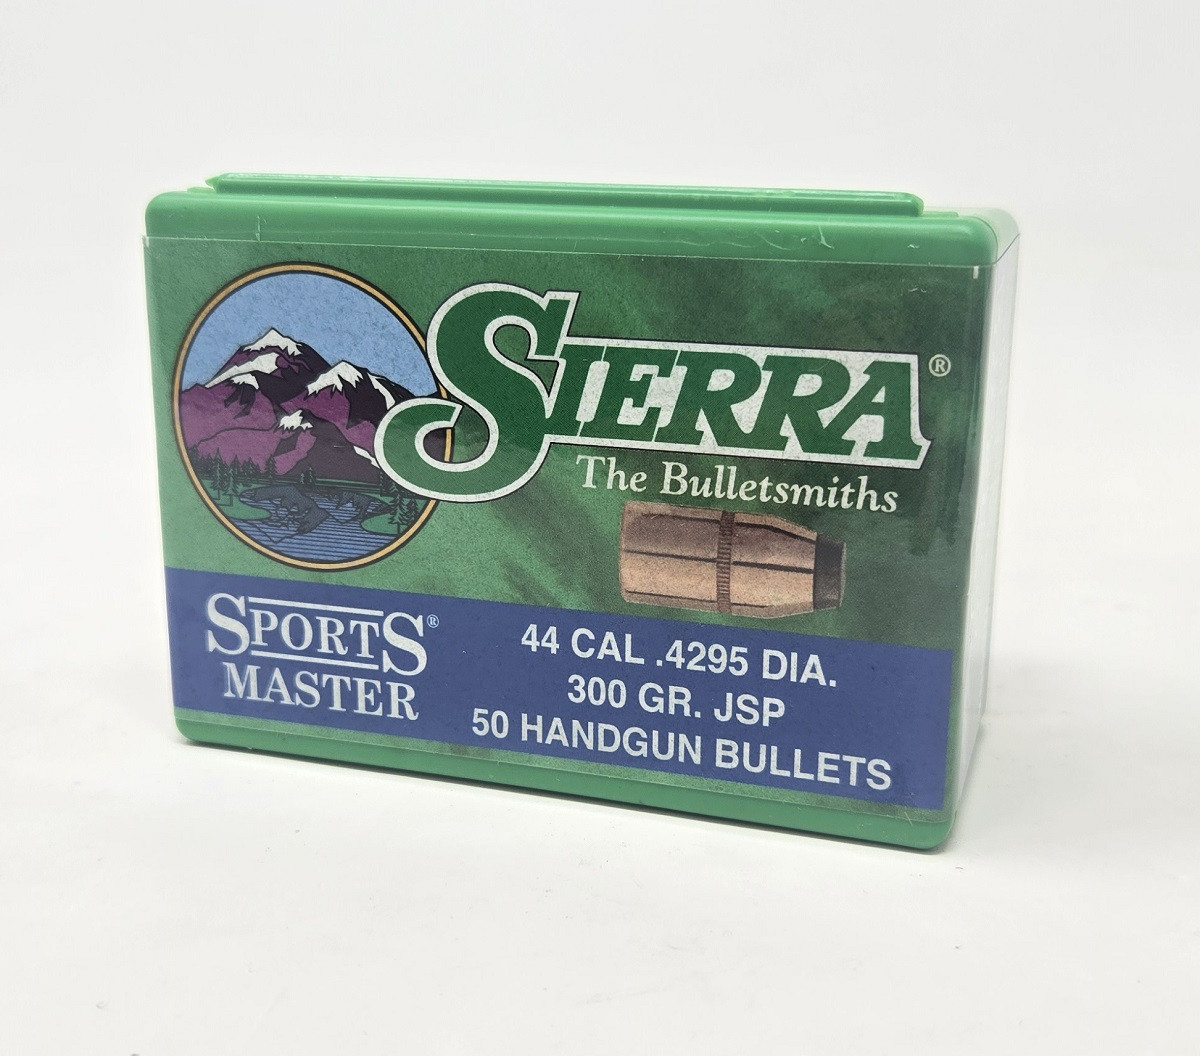 SIERRA®
The Bulletsmiths
SPORTS®
MASTER
44 CAL .4295 DIA.
300 GR. JSP
50 HANDGUN BULLETS